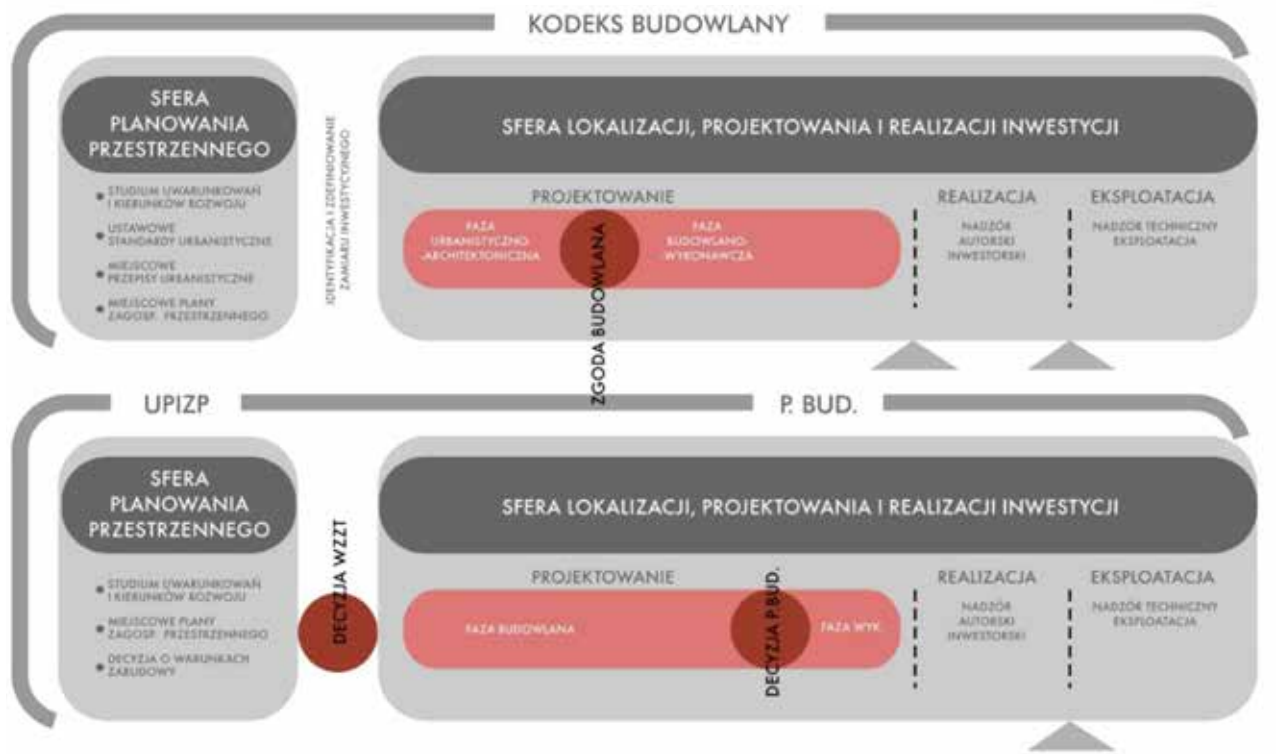 KODEKS BUDOWLANY
SFERA
PLANOWANIA
PRZESTRZENNEGO
• STUDIUM UWARUNKOWAŃ
I KIERUNKÓW ROZWOJU
• USTAWOWE
STANDARDY URBANISTYCZNE
• MIEJSCOWE
PRZEPISY URBANISTYCZNE
• MIEJSCOWE PLANY
ZAGOSP. PRZESTRZENNEGO
IDENTYFIKACJA I ZDEFINIOWANIE
ZAMIARU INWESTYCYJNEGO
SFERA LOKALIZACJI, PROJEKTOWANIA I REALIZACJI INWESTYCJI
PROJEKTOWANIE
FAZA
URBANISTYCZNO-
-ARCHITEKTONICZNA
ZGODA BUDOWLANA
FAZA
BUDOWLANO-
-WYKONAWCZA
REALIZACJA
NADZÓR
AUTORSKI
INWESTORSKI
EKSPLOATACJA
NADZÓR TECHNICZNY
EKSPLOATACJA
UPIZP
P. BUD.
SFERA
PLANOWANIA
PRZESTRZENNEGO
• STUDIUM UWARUNKOWAŃ
I KIERUNKÓW ROZWOJU
• MIEJSCOWE PLANY
ZAGOSP. PRZESTRZENNEGO
• DECYZJA O WARUNKACH
ZABUDOWY
DECYZJA WZZT
SFERA LOKALIZACJI, PROJEKTOWANIA I REALIZACJI INWESTYCJI
PROJEKTOWANIE
FAZA BUDOWLANA
DECYZJA P.BUD.
FAZA WYK.
REALIZACJA
NADZÓR
AUTORSKI
INWESTORSKI
EKSPLOATACJA
NADZÓR TECHNICZNY
EKSPLOATACJA